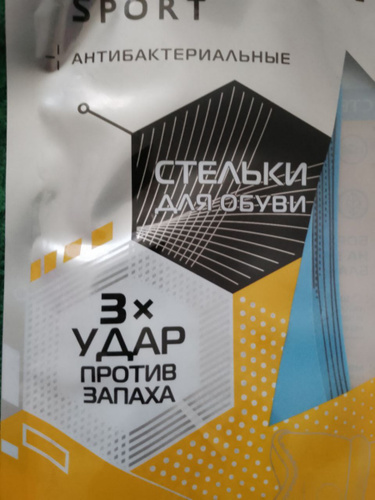 SPORT
АНТИБАКТЕРИАЛЬНЫЕ
СТЕЛЬКИ
ДЛЯ ОБУВИ
3×
УДАР
ПРОТИВ
ЗАПАХА